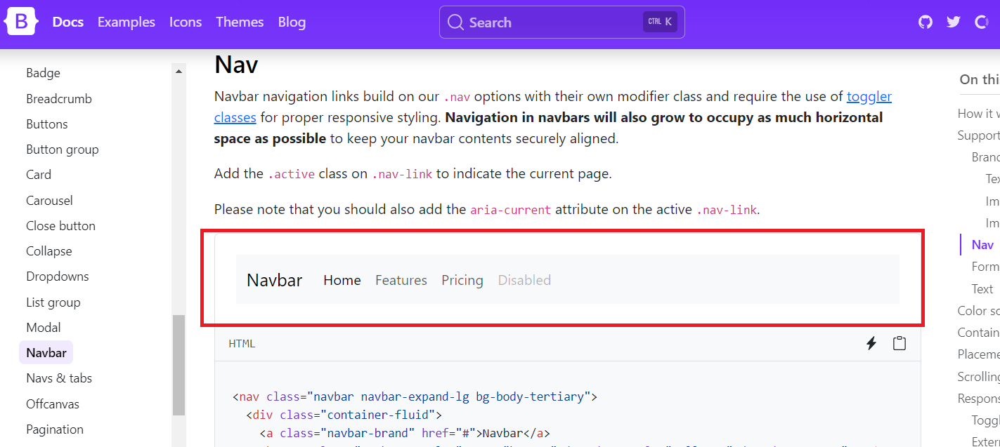 B Docs Examples Icons Themes Blog Search CTRL K
Badge
Breadcrumb
Buttons
Button group
Card
Carousel
Close button
Collapse
Dropdowns
List group
Modal
Navbar
Navs & tabs
Offcanvas
Pagination
Nav
Navbar navigation links build on our .nav options with their own modifier class and require the use of toggler
classes for proper responsive styling. Navigation in navbars will also grow to occupy as much horizontal
space as possible to keep your navbar contents securely aligned.
Add the .active class on .nav-link to indicate the current page.
Please note that you should also add the aria-current attribute on the active .nav-link.
Navbar Home Features Pricing Disabled
HTML
<nav class="navbar navbar-expand-lg bg-body-tertiary">
<div class="container-fluid">
<a class="navbar-brand" href="#">Navbar</a>
On thi
How it
Support
Branc
Tex
Im
Im
Nav
Form
Text
Color sc
Contain
Placeme
Scrolling
Respons
Toggl
Exter